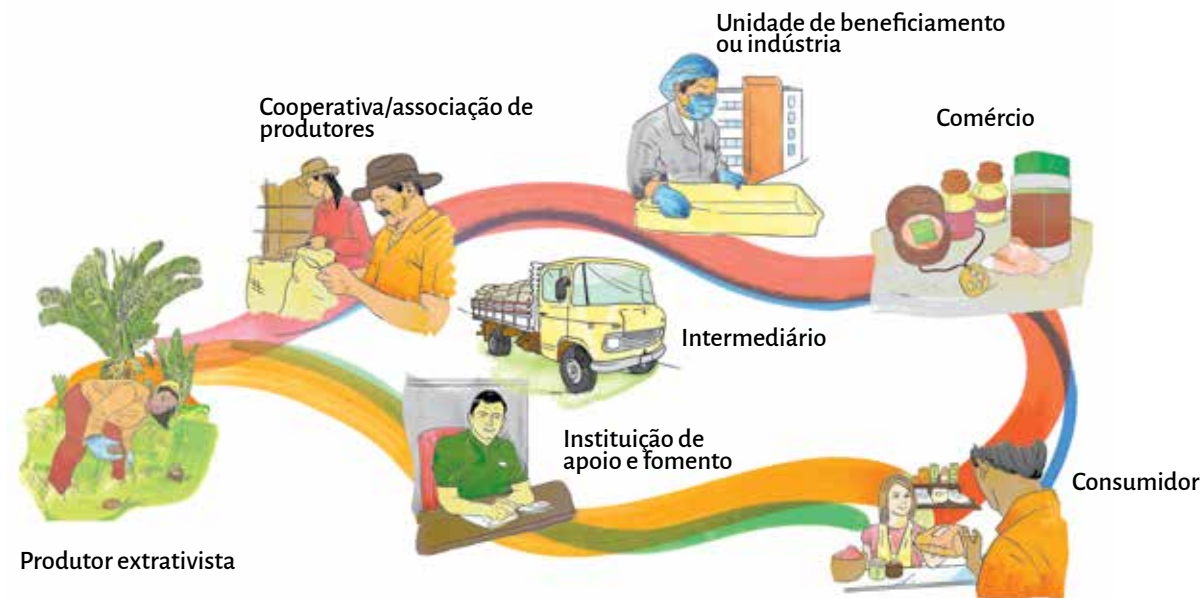 Unidade de beneficiamento
ou indústria
Cooperativa/associação de
produtores
Comércio
Intermediário
Instituição de
apoio e fomento
Consumidor
Produtor extrativista